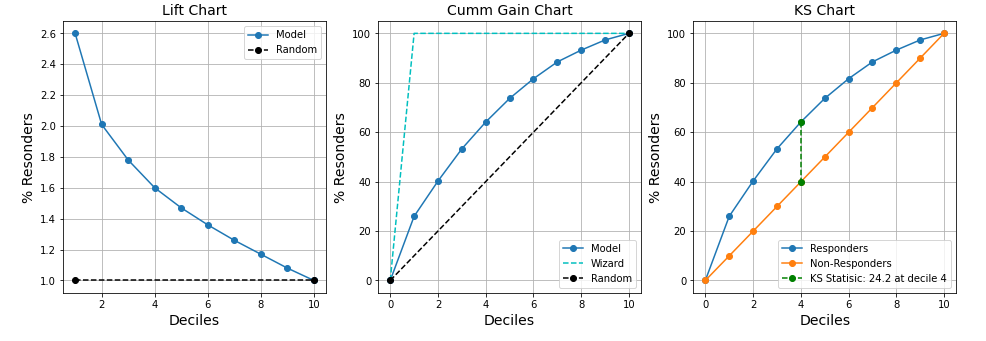 Lift Chart
% Resonders
2.6
2.4
2.2
2.0
1.8
1.6
1.4
1.2
1.0
2
4
6
8
10
Deciles
Model
Random
Cumm Gain Chart
% Resonders
100
80
60
40
20
0
0
2
4
6
8
10
Deciles
Model
Wizard
Random
KS Chart
% Resonders
100
80
60
40
20
0
0
2
4
6
8
10
Deciles
Responders
Non-Responders
KS Statisic: 24.2 at decile 4